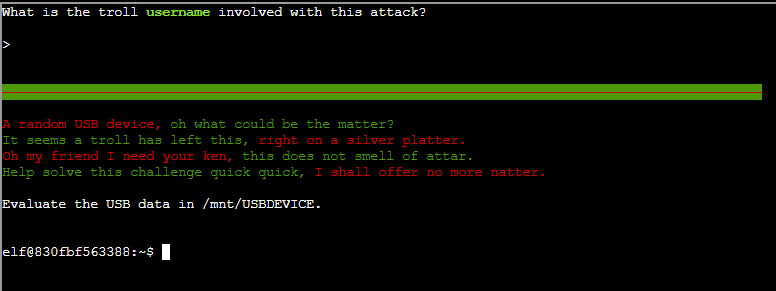 What is the troll username involved with this attack?
>
A random USB device, oh what could be the matter?
It seems a troll has left this, right on a silver platter.
Oh my friend I need your ken, this does not smell of attar.
Help solve this challenge quick quick, I shall offer no more natter.
Evaluate the USB data in /mnt/USBDEVICE.
elf@830fbf563388:~$